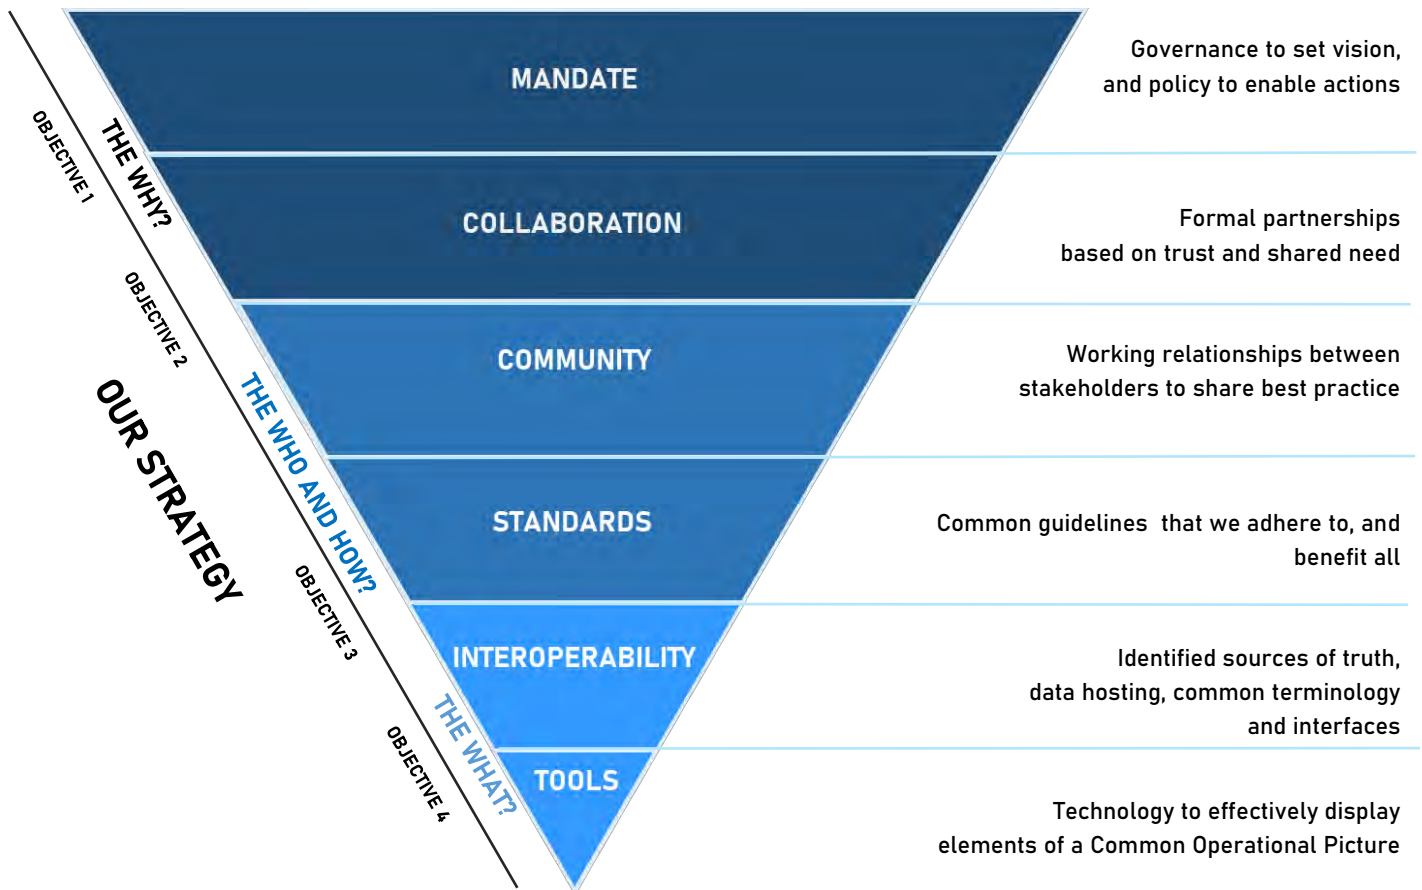 MANDATE
Governance to set vision,
and policy to enable actions
OBJECTIVE 1
THE WHY?
COLLABORATION
Formal partnerships
based on trust and shared need
OBJECTIVE 2
COMMUNITY
Working relationships between
stakeholders to share best practice
OUR STRATEGY
THE WHO AND HOW?
STANDARDS
Common guidelines that we adhere to, and
benefit all
OBJECTIVE 3
INTEROPERABILITY
Identified sources of truth,
data hosting, common terminology
and interfaces
THE WHAT?
OBJECTIVE 4
TOOLS
Technology to effectively display
elements of a Common Operational Picture